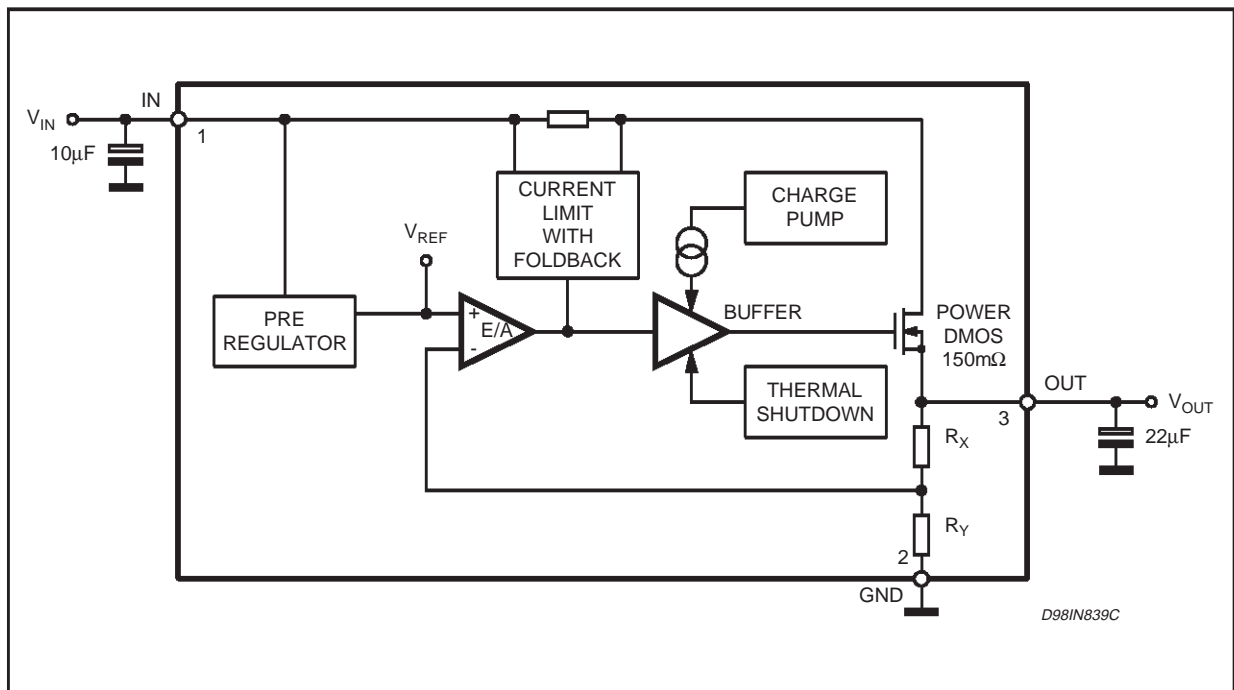 IN
V_IN
1
10µF
CURRENT
LIMIT
WITH
FOLDBACK
CHARGE
PUMP
V_REF
PRE
REGULATOR
+
E/A
-
BUFFER
POWER
DMOS
150mΩ
THERMAL
SHUTDOWN
OUT
3
V_OUT
22µF
R_X
R_Y
2
GND
D98IN839C